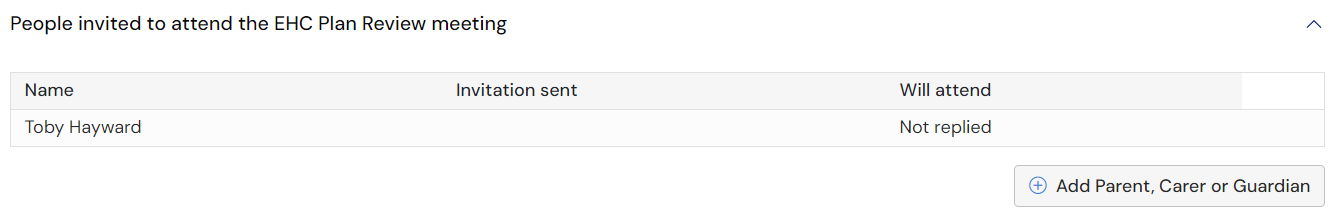 People invited to attend the EHC Plan Review meeting
Name Invitation sent Will attend
Toby Hayward Not replied
Add Parent, Carer or Guardian